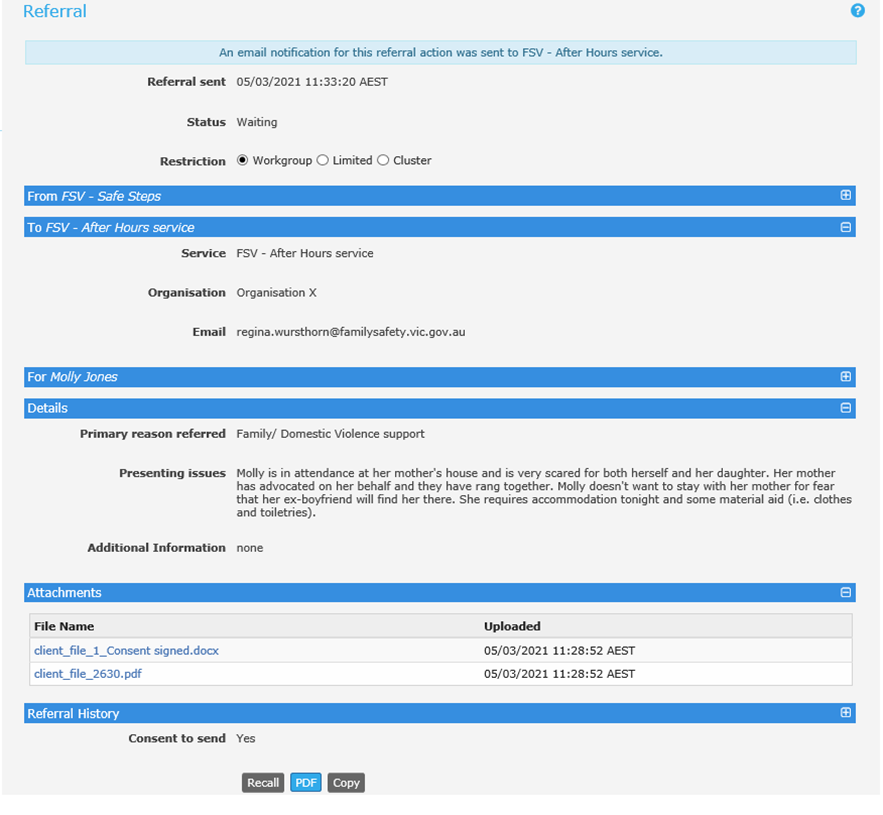 Referral
?
An email notification for this referral action was sent to FSV - After Hours service.
Referral sent 05/03/2021 11:33:20 AEST
Status Waiting
Restriction Workgroup Limited Cluster
From FSV - Safe Steps
To FSV - After Hours service
Service FSV - After Hours service
Organisation Organisation X
Email regina.wursthorn@familysafety.vic.gov.au
For Molly Jones
Details
Primary reason referred Family/ Domestic Violence support
Presenting issues Molly is in attendance at her mother's house and is very scared for both herself and her daughter. Her mother
has advocated on her behalf and they have rang together. Molly doesn't want to stay with her mother for fear
that her ex-boyfriend will find her there. She requires accommodation tonight and some material aid (i.e. clothes
and toiletries).
Additional Information none
Attachments
File Name Uploaded
client_file_1_Consent signed.docx 05/03/2021 11:28:52 AEST
client_file_2630.pdf 05/03/2021 11:28:52 AEST
Referral History
Consent to send Yes
Recall PDF Copy